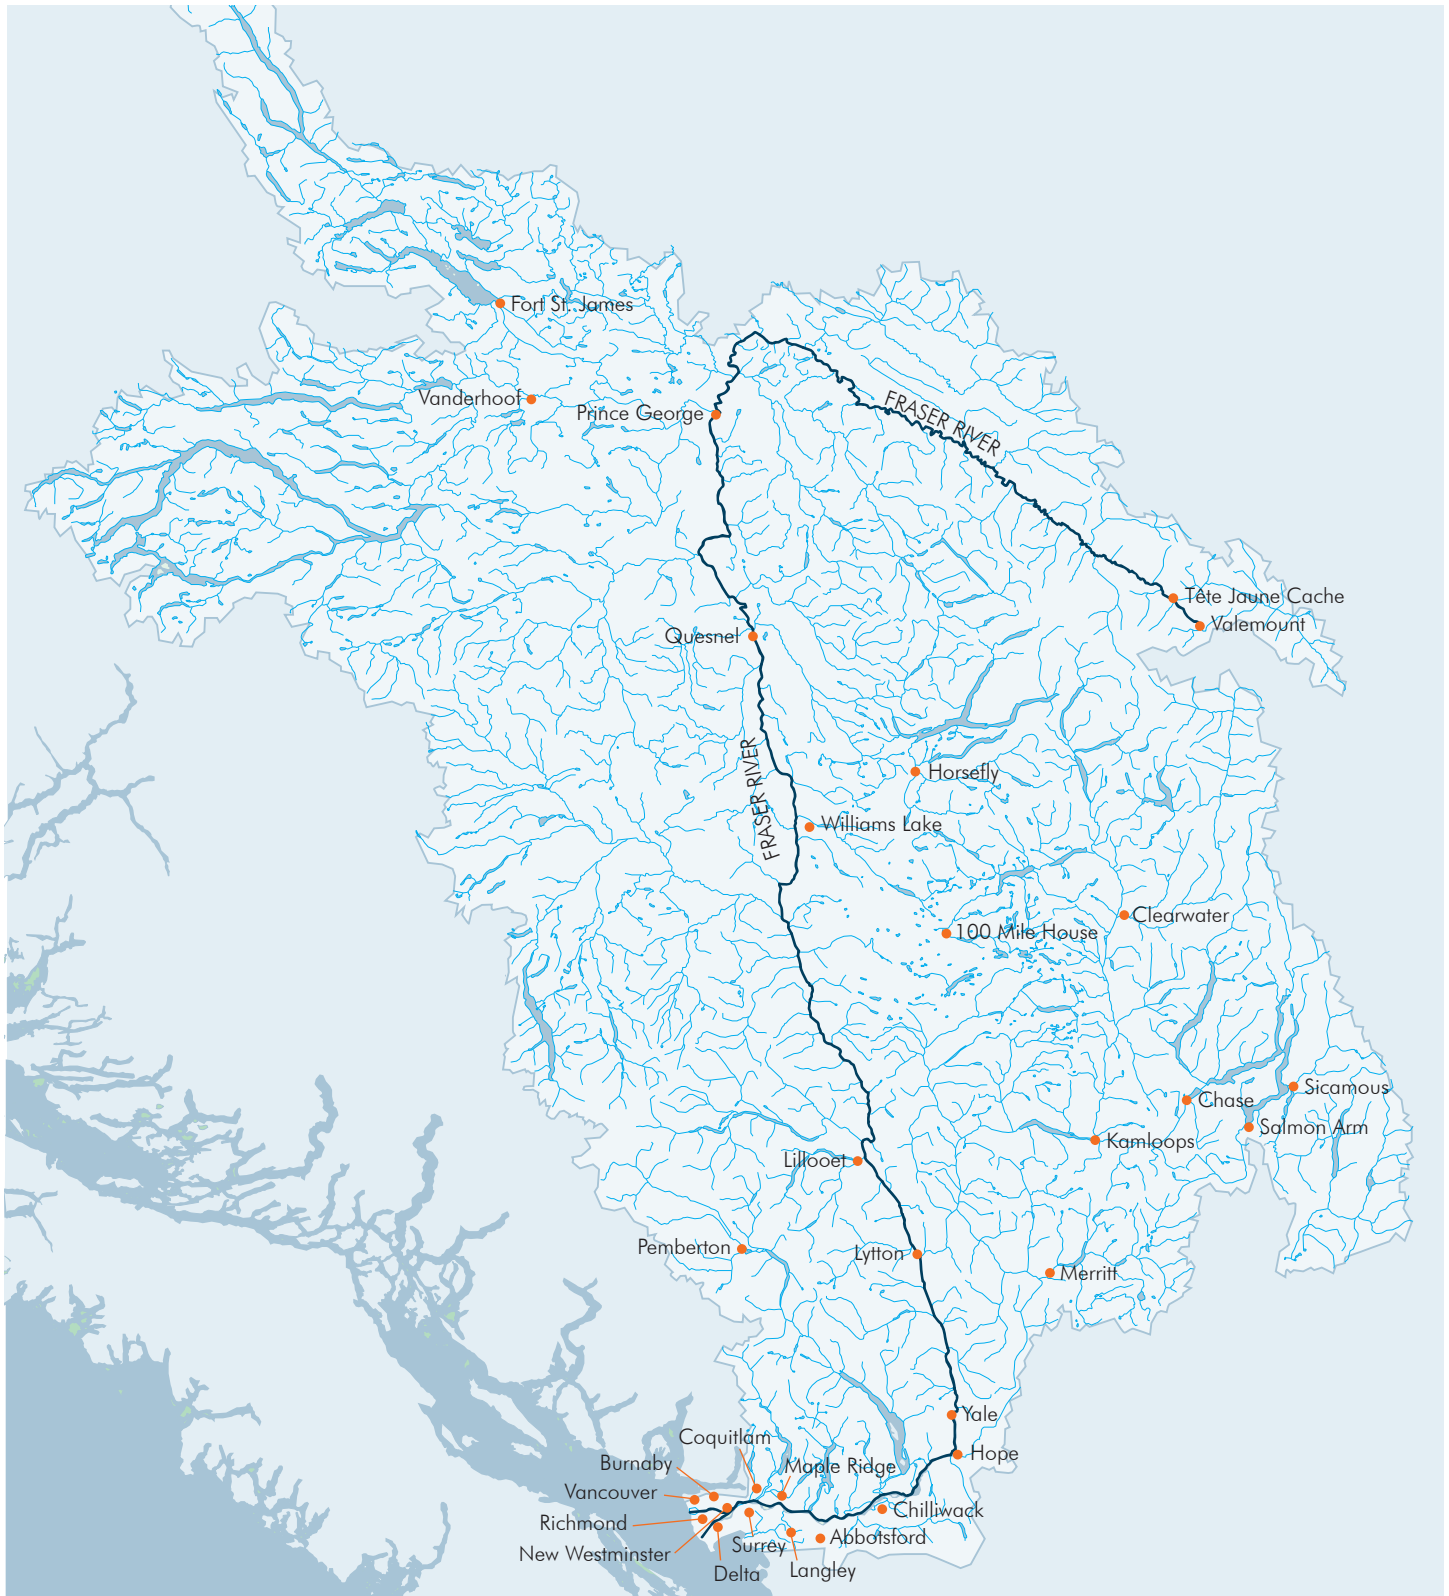 Fort St. James
Vanderhoof
Prince George
FRASER RIVER
Tête Jaune Cache
Valemount
Quesnel
FRASER RIVER
Horsefly
Williams Lake
Clearwater
100 Mile House
Sicamous
Chase
Salmon Arm
Kamloops
Lillooet
Pemberton
Lytton
Merritt
Yale
Coquitlam
Hope
Burnaby
Maple Ridge
Vancouver
Chilliwack
Richmond
Abbotsford
Surrey
New Westminster
Langley
Delta